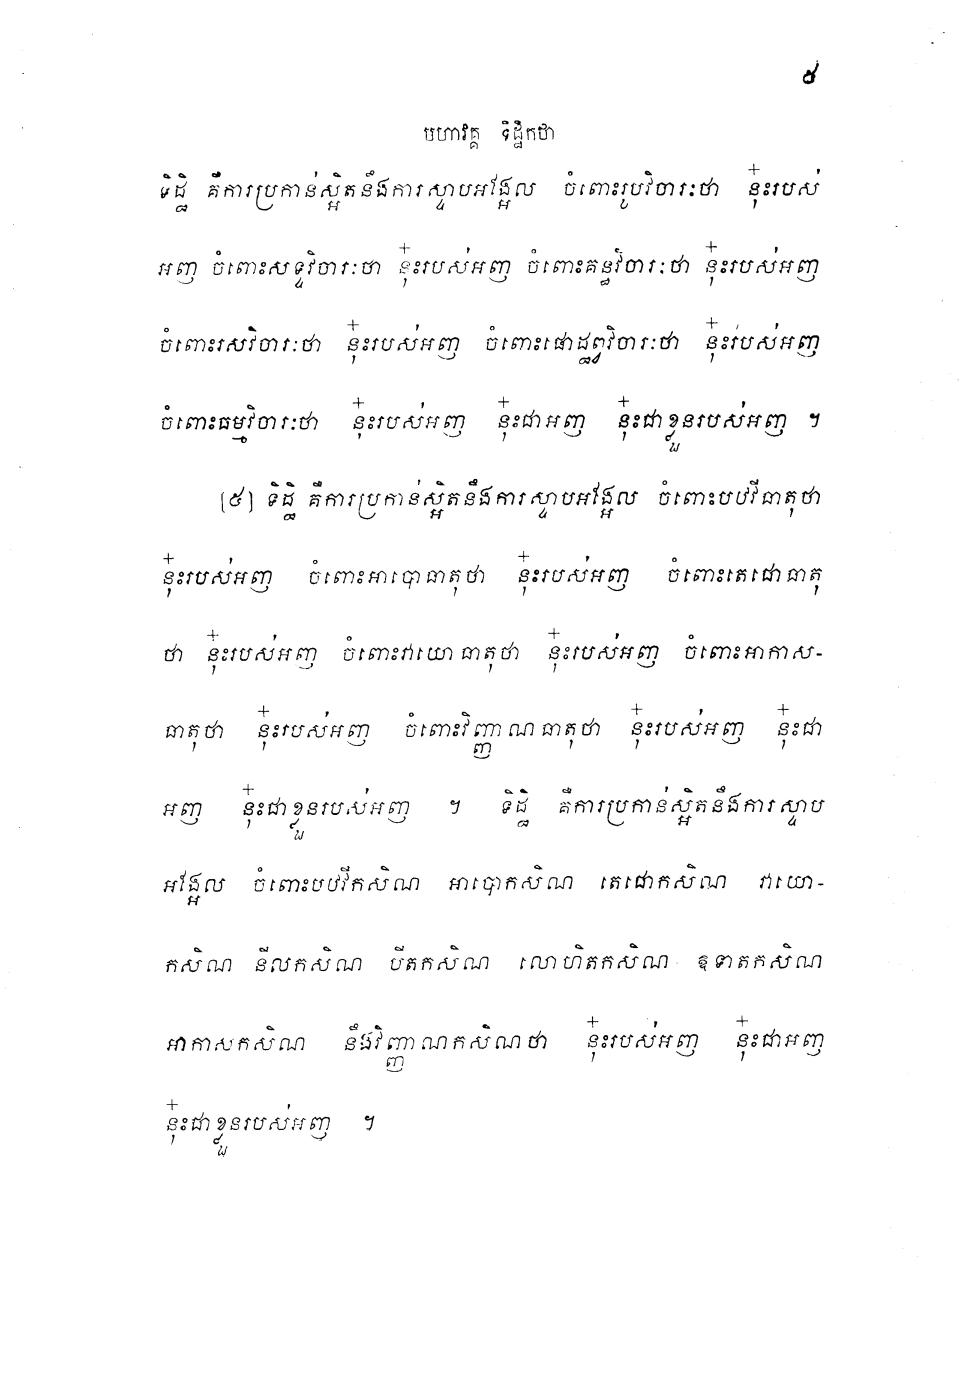 ៥
មហាវគ្គ ទិដ្ឋិកថា
ទិដ្ឋិ គឺការប្រកាន់ស្អិតនឹងការស្ទាបអង្អែល ចំពោះរូបវិចារៈថា នុ៎ះរបស់
អញ ចំពោះសទ្ទវិចារៈថា នុ៎ះរបស់អញ ចំពោះគន្ធវិចារៈថា នុ៎ះរបស់អញ
ចំពោះរសវិចារៈថា នុ៎ះរបស់អញ ចំពោះផោដ្ឋព្វវិចារៈថា នុ៎ះរបស់អញ
ចំពោះធម្មវិចារៈថា នុ៎ះរបស់អញ នុ៎ះជាអញ នុ៎ះជាខ្លួនរបស់អញ ។
[៥] ទិដ្ឋិ គឺការប្រកាន់ស្អិតនឹងការស្ទាបអង្អែល ចំពោះបឋវីធាតុថា
នុ៎ះរបស់អញ ចំពោះអាបោធាតុថា នុ៎ះរបស់អញ ចំពោះតេជោធាតុ
ថា នុ៎ះរបស់អញ ចំពោះវាយោធាតុថា នុ៎ះរបស់អញ ចំពោះអាកាស-
ធាតុថា នុ៎ះរបស់អញ ចំពោះវិញ្ញាណធាតុថា នុ៎ះរបស់អញ នុ៎ះជា
អញ នុ៎ះជាខ្លួនរបស់អញ ។ ទិដ្ឋិ គឺការប្រកាន់ស្អិតនឹងការស្ទាប
អង្អែល ចំពោះបឋវីកសិណ អាបោកសិណ តេជោកសិណ វាយោ-
កសិណ នីលកសិណ បីតកសិណ លោហិតកសិណ ឱទាតកសិណ
អាកាសកសិណ នឹងវិញ្ញាណកសិណថា នុ៎ះរបស់អញ នុ៎ះជាអញ
នុ៎ះជាខ្លួនរបស់អញ ។